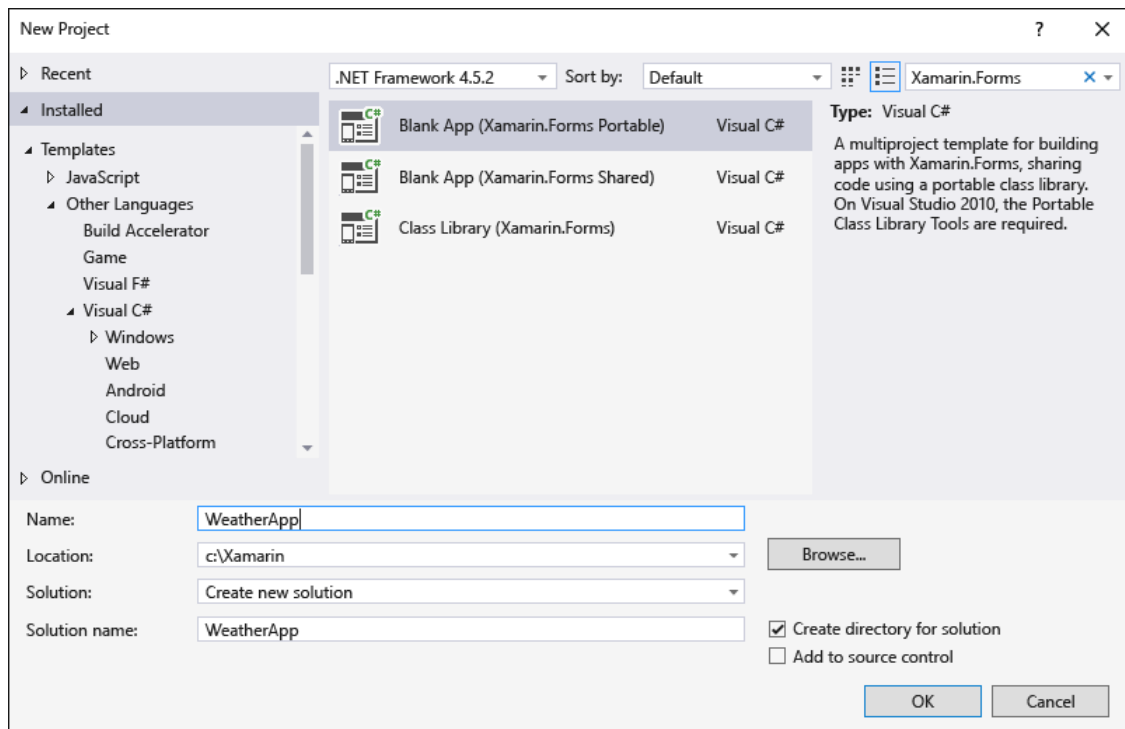 New Project
?
Recent
.NET Framework 4.5.2
Sort by:
Default
Xamarin.Forms
Installed
Templates
JavaScript
Other Languages
Build Accelerator
Game
Visual F#
Visual C#
Windows
Web
Android
Cloud
Cross-Platform
Online
C#
Blank App (Xamarin.Forms Portable)
Visual C#
C#
Blank App (Xamarin.Forms Shared)
Visual C#
C#
Class Library (Xamarin.Forms)
Visual C#
Type: Visual C#
A multiproject template for building
apps with Xamarin.Forms, sharing
code using a portable class library.
On Visual Studio 2010, the Portable
Class Library Tools are required.
Name:
WeatherApp
Location:
c:\Xamarin
Browse...
Solution:
Create new solution
Solution name:
WeatherApp
Create directory for solution
Add to source control
OK
Cancel